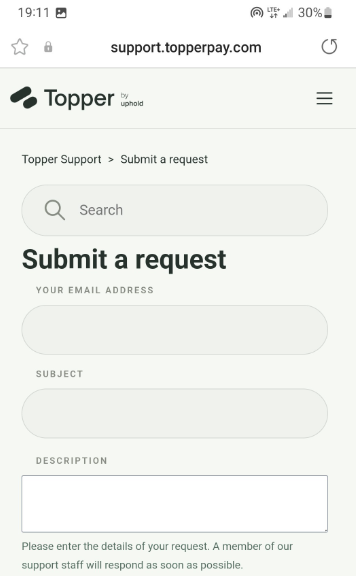 19:11 LTE+ 30%
support.topperpay.com
Topper by uphold
Topper Support > Submit a request
Search
Submit a request
YOUR EMAIL ADDRESS
SUBJECT
DESCRIPTION
Please enter the details of your request. A member of our
support staff will respond as soon as possible.